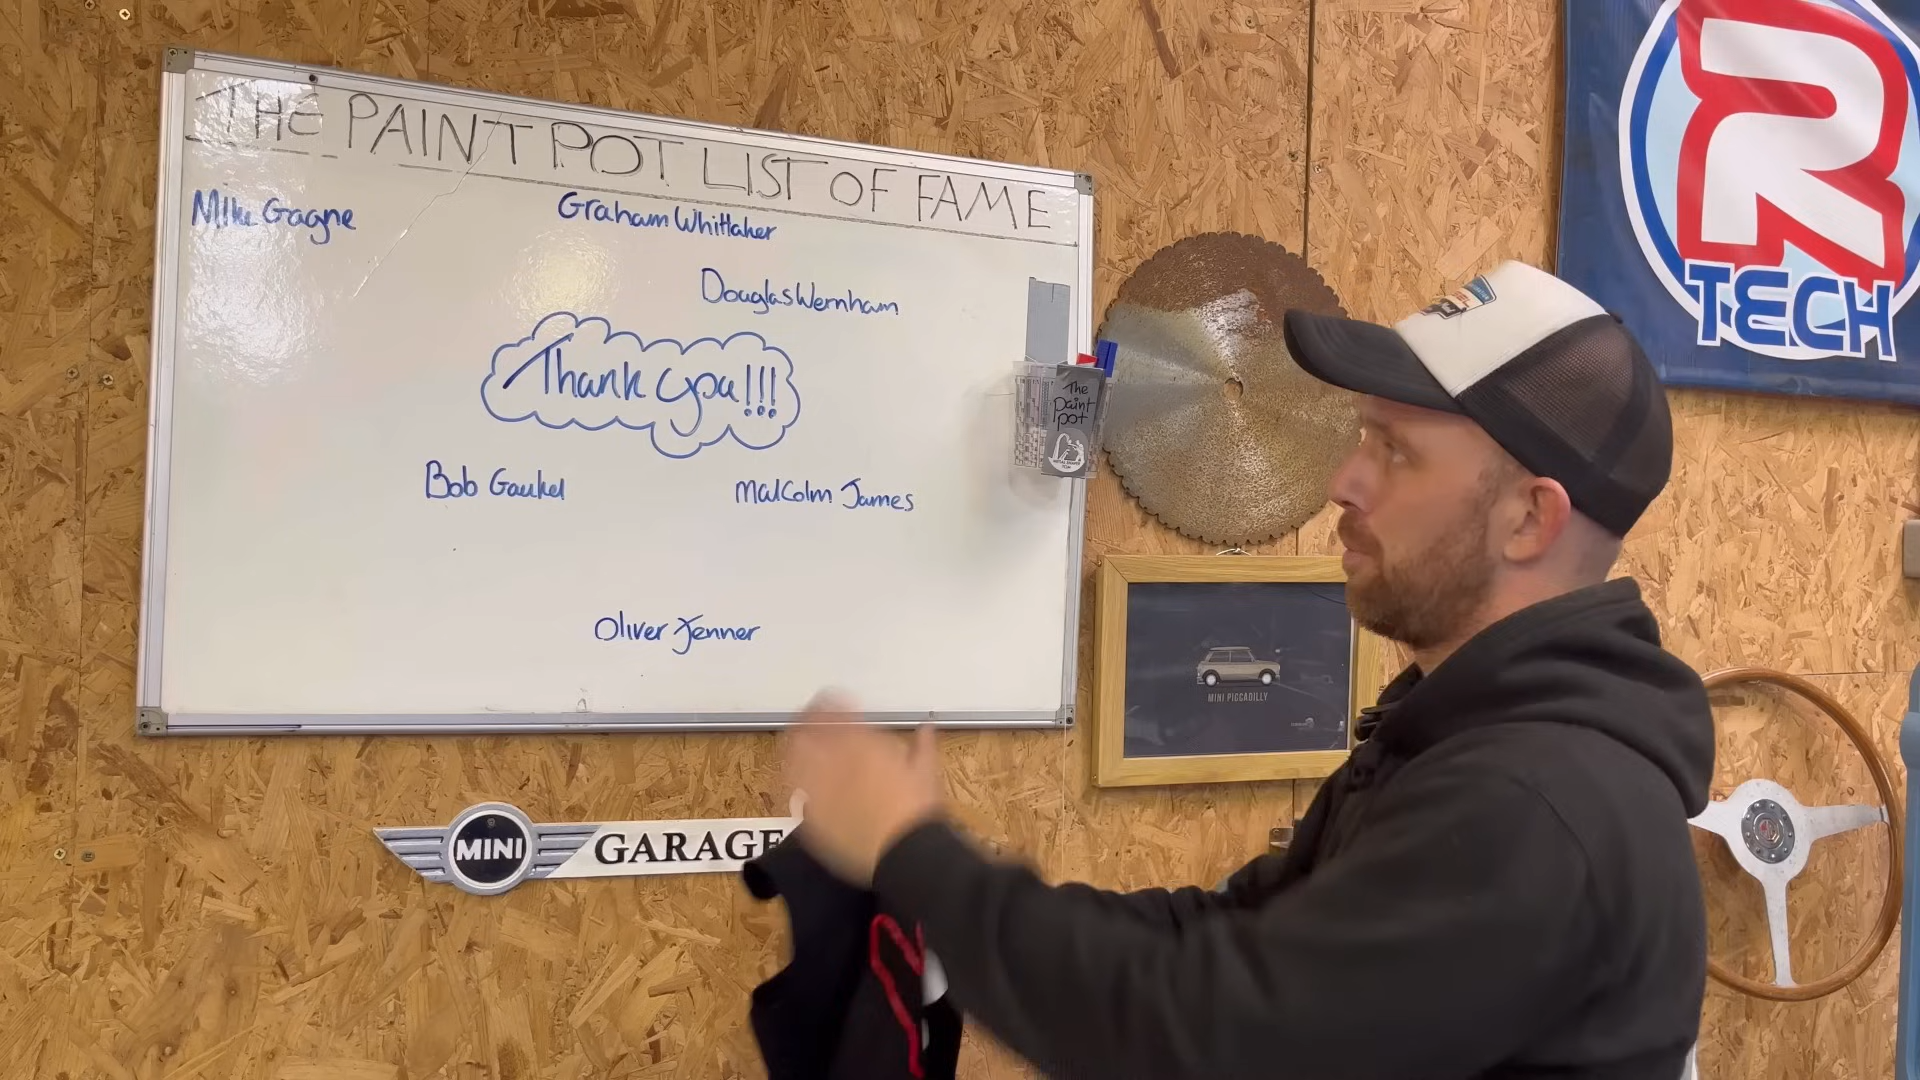 THE PAINT POT LIST OF FAME
Mike Gagne
Graham Whittaker
Douglas Wernham
Thank you!!!
Bob Gaukel
Malcolm James
Oliver Jenner
The
paint
pot
R
TECH
MINI PICCADILLY
MINI
GARAGE